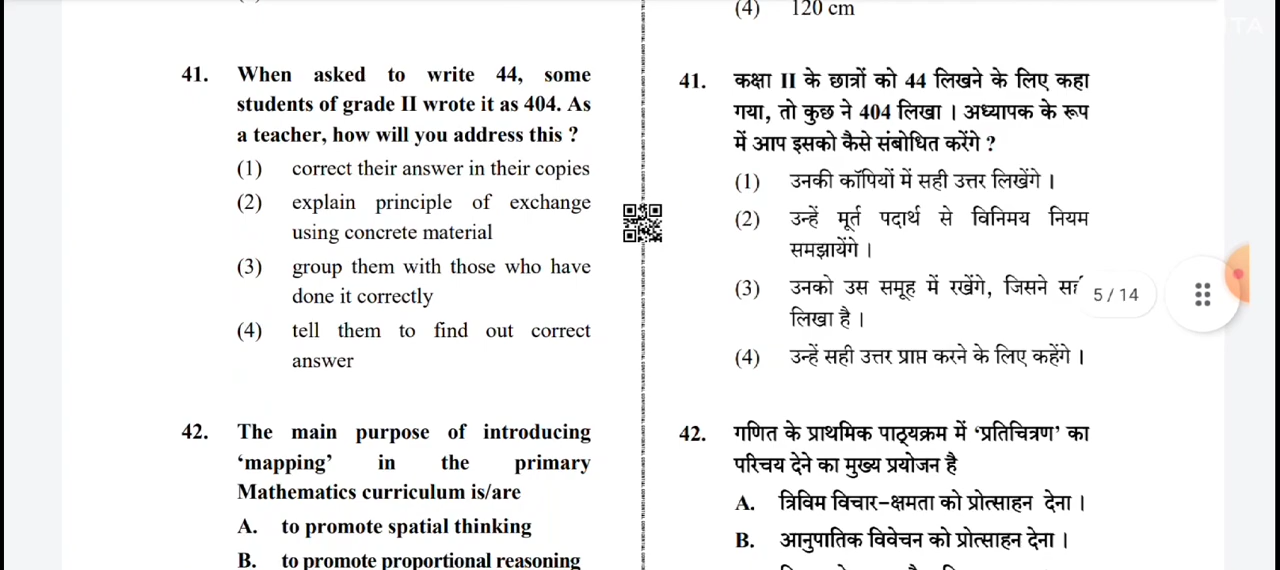 (4) 120 cm
41. When asked to write 44, some
students of grade II wrote it as 404. As
a teacher, how will you address this ?
(1) correct their answer in their copies
(2) explain principle of exchange
using concrete material
(3) group them with those who have
done it correctly
(4) tell them to find out correct
answer
42. The main purpose of introducing
‘mapping’ in the primary
Mathematics curriculum is/are
A. to promote spatial thinking
B. to promote proportional reasoning
41. कक्षा II के छात्रों को 44 लिखने के लिए कहा
गया, तो कुछ ने 404 लिखा । अध्यापक के रूप
में आप इसको कैसे संबोधित करेंगे ?
(1) उनकी कॉपियों में सही उत्तर लिखेंगे ।
(2) उन्हें मूर्त पदार्थ से विनिमय नियम
समझायेंगे ।
(3) उनको उस समूह में रखेंगे, जिसने
लिखा है ।
(4) उन्हें सही उत्तर प्राप्त करने के लिए कहेंगे ।
42. गणित के प्राथमिक पाठ्यक्रम में ‘प्रतिचित्रण’ का
परिचय देने का मुख्य प्रयोजन है
A. त्रिविम विचार-क्षमता को प्रोत्साहन देना ।
B. आनुपातिक विवेचन को प्रोत्साहन देना ।
5 / 14